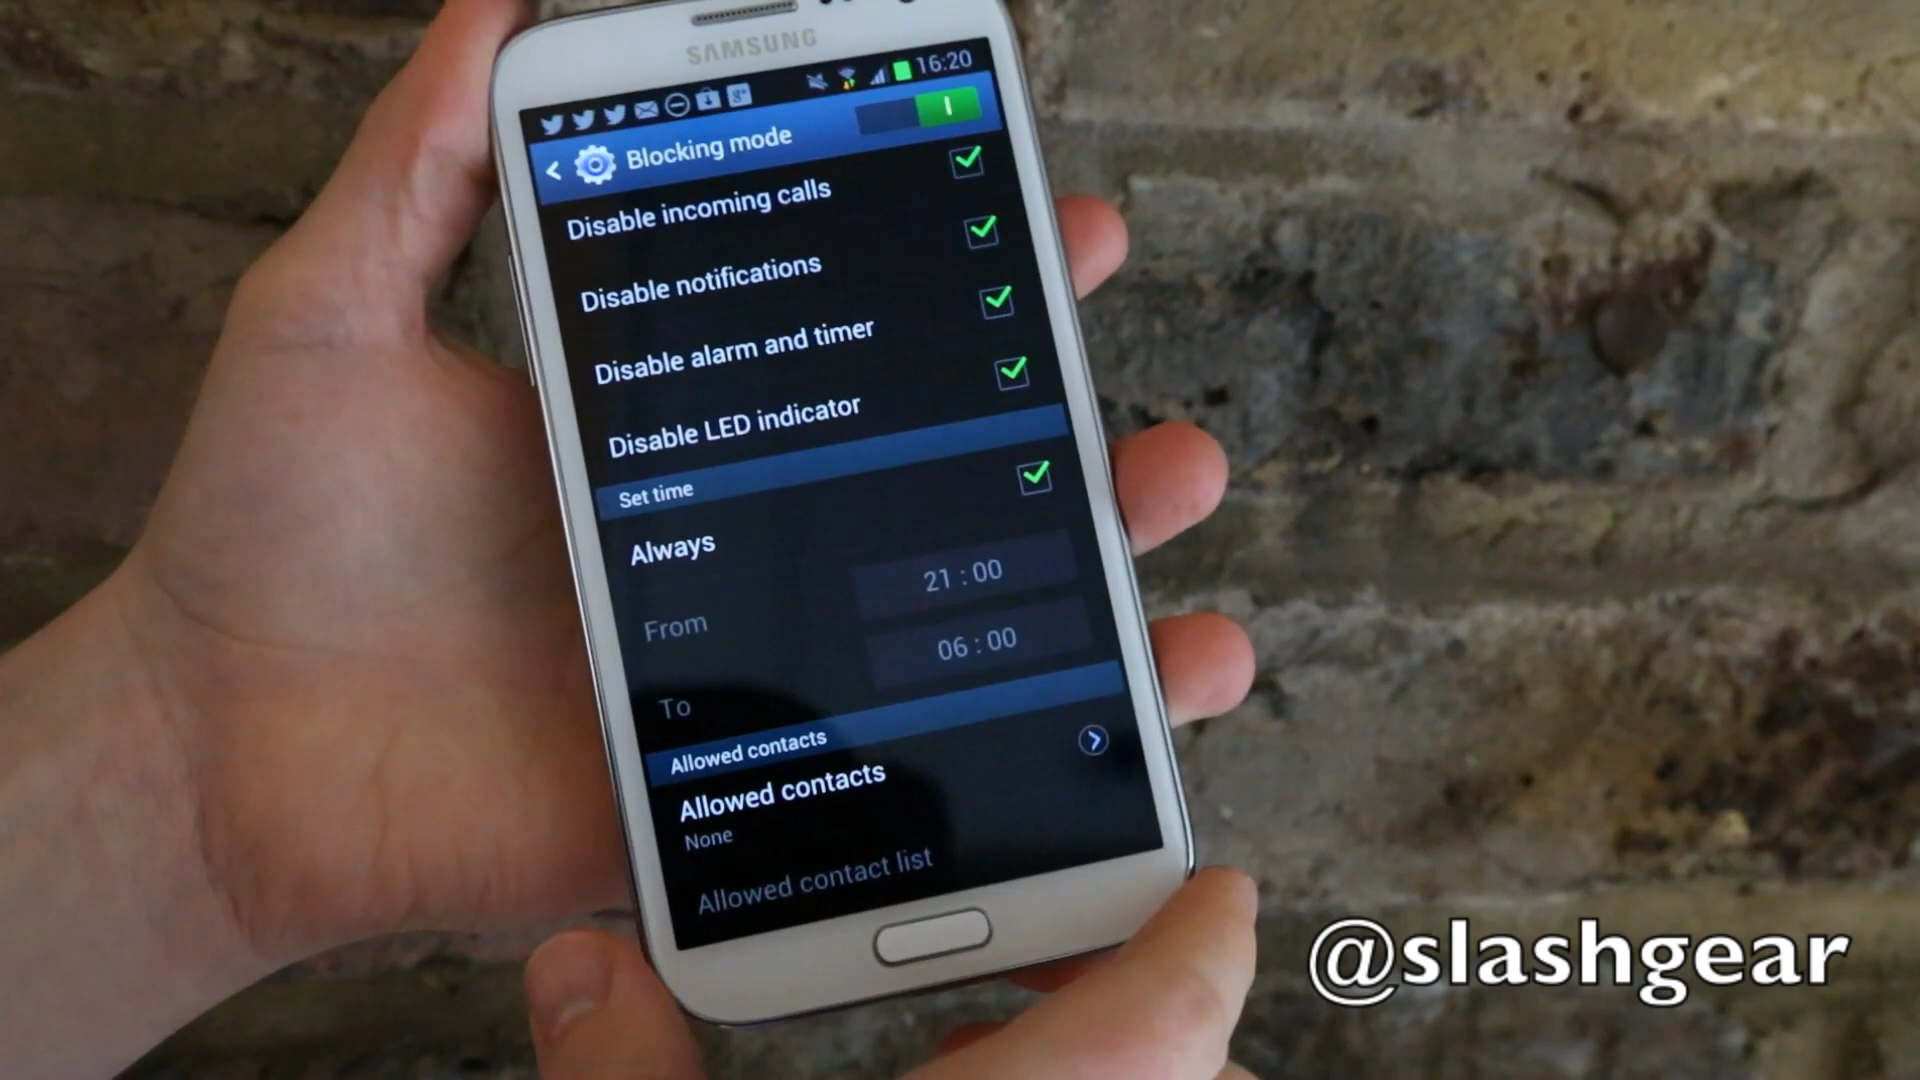 SAMSUNG
16:20
Blocking mode
Disable incoming calls
Disable notifications
Disable alarm and timer
Disable LED indicator
Set time
Always
From 21 : 00
To 06 : 00
Allowed contacts
Allowed contacts
None
Allowed contact list
@slashgear